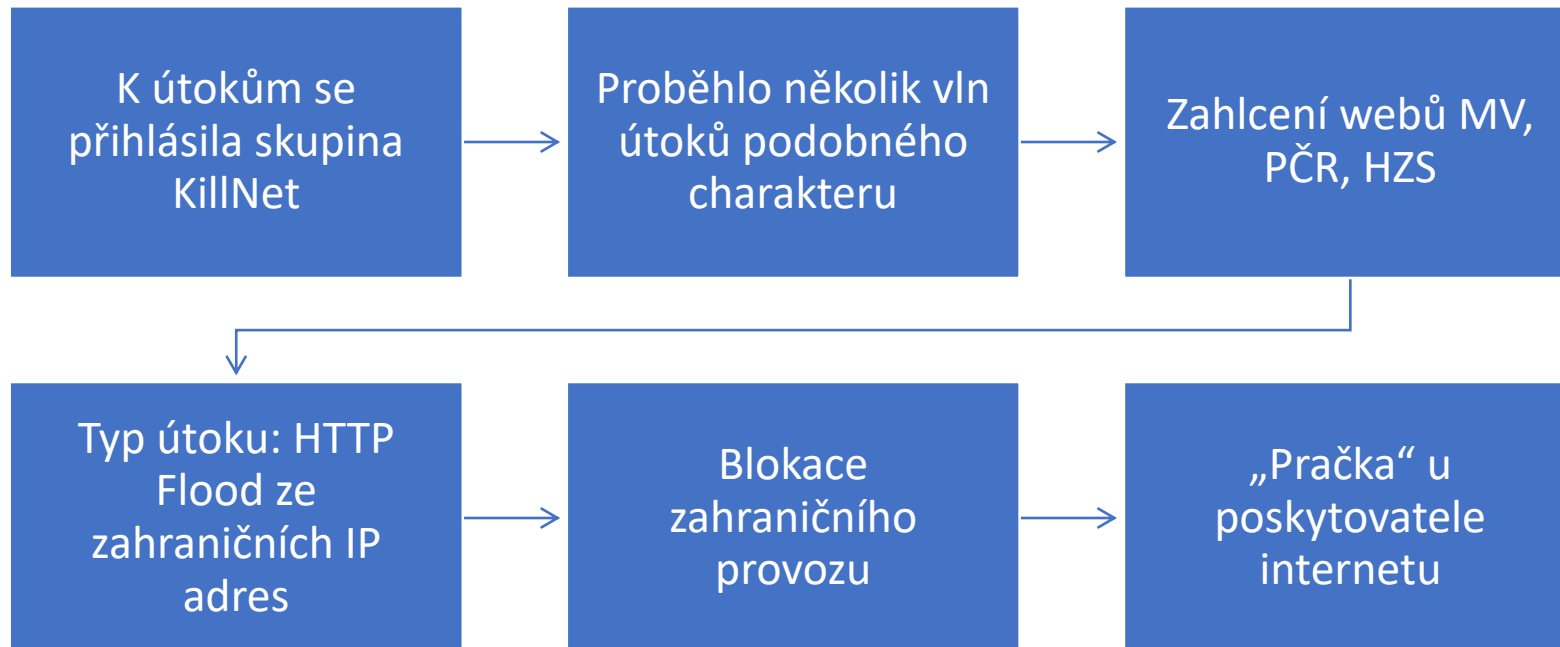 K útokům se
přihlásila skupina
KillNet
Proběhlo několik vln
útoků podobného
charakteru
Zahlcení webů MV,
PČR, HZS
Typ útoku: HTTP
Flood ze
zahraničních IP
adres
Blokace
zahraničního
provozu
„Pračka“ u
poskytovatele
internetu